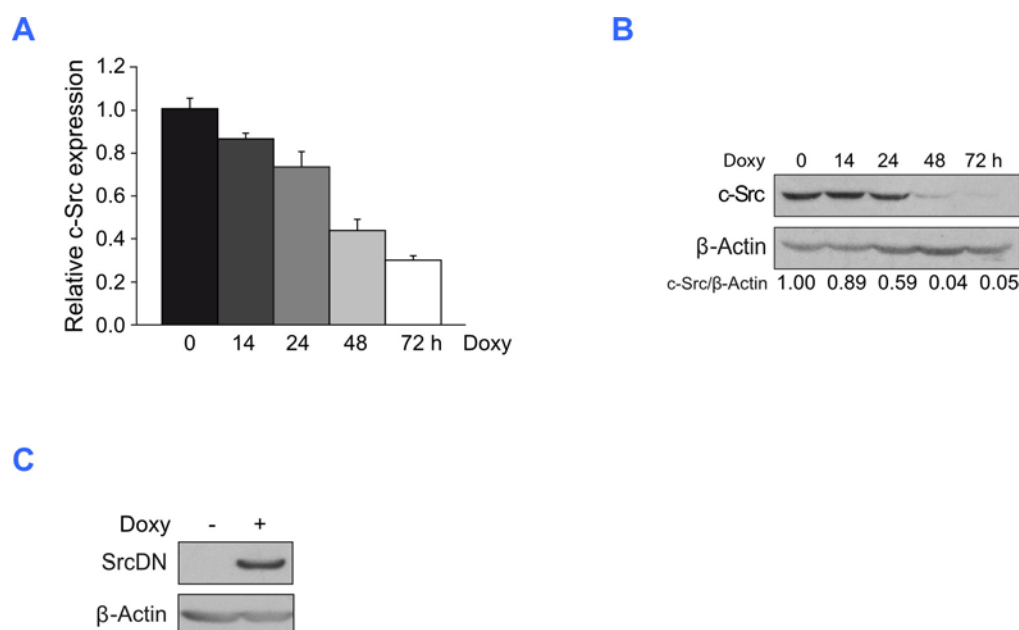 A
Relative c-Src expression
1.2
1.0
0.8
0.6
0.4
0.2
0.0
0 14 24 48 72 h Doxy
B
Doxy 0 14 24 48 72 h
c-Src
β-Actin
c-Src/β-Actin 1.00 0.89 0.59 0.04 0.05
C
Doxy - +
SrcDN
β-Actin